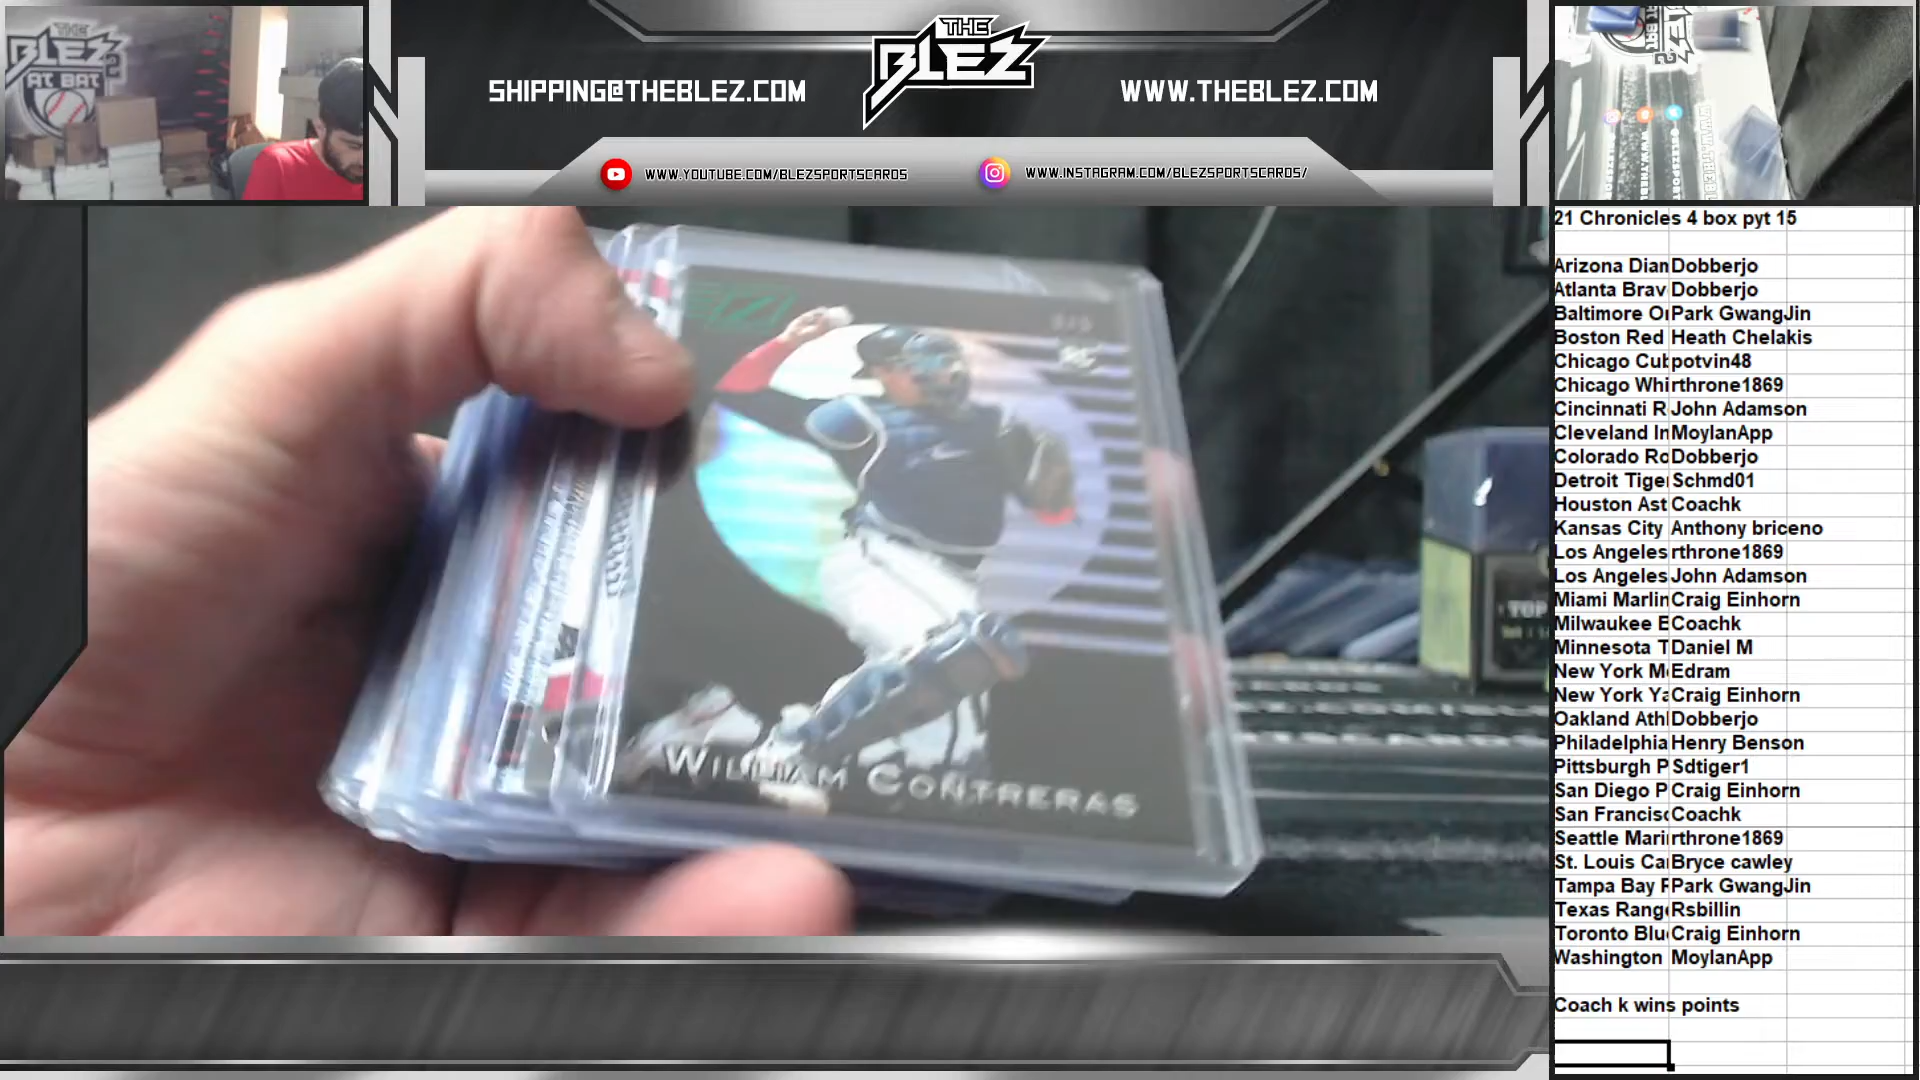 THE
BLEZ
AT BAT
SHIPPING@THEBLEZ.COM
THE
BLEZ
WWW.THEBLEZ.COM
WWW.YOUTUBE.COM/BLEZSPORTSCARDS
WWW.INSTAGRAM.COM/BLEZSPORTSCARDS/
RC
WILLIAM CONTRERAS
TOP
21 Chronicles 4 box pyt 15
Arizona Diam Dobberjo
Atlanta Brav Dobberjo
Baltimore O Park GwangJin
Boston Red Heath Chelakis
Chicago Cub potvin48
Chicago Whi rthrone1869
Cincinnati R John Adamson
Cleveland In MoylanApp
Colorado Ro Dobberjo
Detroit Tige Schmd01
Houston Ast Coachk
Kansas City Anthony briceno
Los Angeles rthrone1869
Los Angeles John Adamson
Miami Marlin Craig Einhorn
Milwaukee B Coachk
Minnesota T Daniel M
New York M Edram
New York Ya Craig Einhorn
Oakland Athl Dobberjo
Philadelphia Henry Benson
Pittsburgh P Sdtiger1
San Diego P Craig Einhorn
San Francisc Coachk
Seattle Mari rthrone1869
St. Louis Ca Bryce cawley
Tampa Bay R Park GwangJin
Texas Rang Rsbillin
Toronto Blu Craig Einhorn
Washington MoylanApp
Coach k wins points